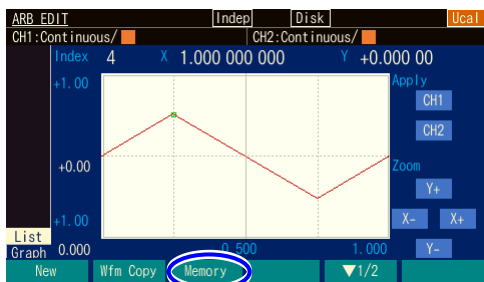 ARB EDIT Indep Disk Ucal
CH1:Continuous/ CH2:Continuous/
Index 4 X 1.000 000 000 Y +0.000 00
+1.00 Apply
CH1
CH2
+0.00 Zoom
Y+
+1.00 X- X+
List
Graph 0.000 0.500 1.000 Y-
New Wfm Copy Memory ▼1/2